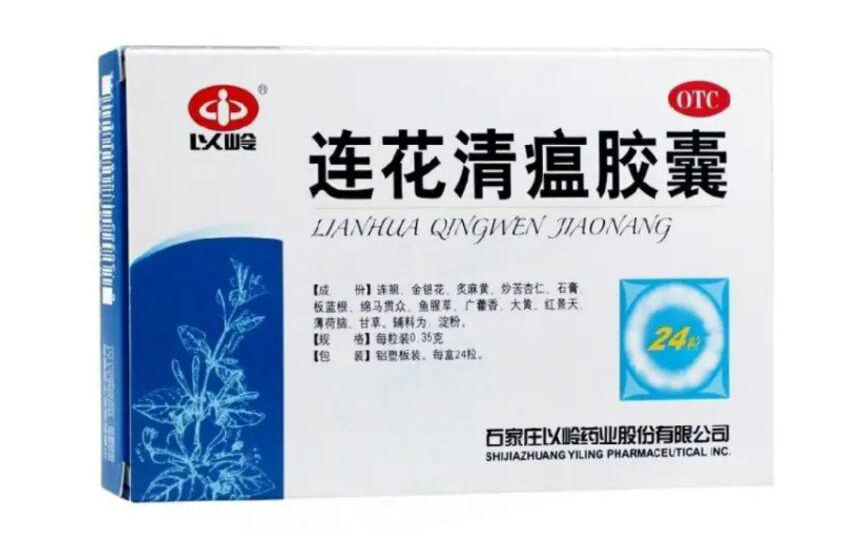 以岭®
OTC
连花清瘟胶囊
LIANHUA QINGWEN JIAONANG
【成 份】连翘、金银花、炙麻黄、炒苦杏仁、石膏、
板蓝根、绵马贯众、鱼腥草、广藿香、大黄、红景天、
薄荷脑、甘草。辅料为：淀粉。
【规 格】每粒装0.35克
【包 装】铝塑板装。每盒24粒。
24粒
石家庄以岭药业股份有限公司
SHIJIAZHUANG YILING PHARMACEUTICAL INC.